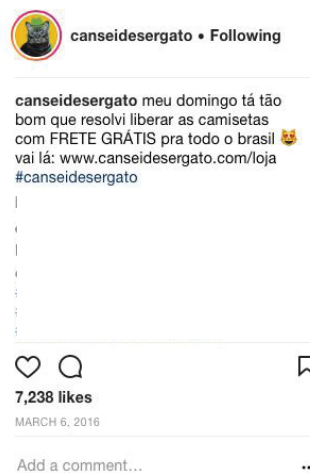 canseidesergato • Following
canseidesergato meu domingo tá tão
bom que resolvi liberar as camisetas
com FRETE GRÁTIS pra todo o brasil 😻
vai lá: www.canseidesergato.com/loja
#canseidesergato
7,238 likes
MARCH 6, 2016
Add a comment...